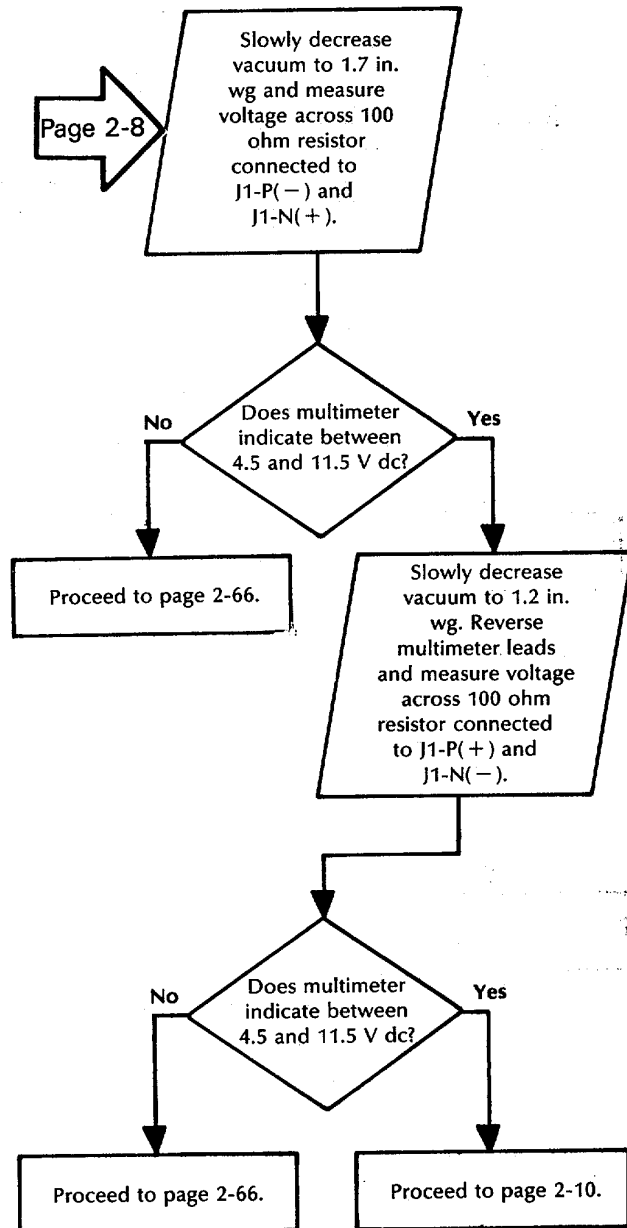 Slowly decrease
vacuum to 1.7 in.
wg and measure
voltage across 100
ohm resistor
connected to
J1-P(−) and
J1-N(+).
Page 2-8
Does multimeter
indicate between
4.5 and 11.5 V dc?
No
Yes
Proceed to page 2-66.
Slowly decrease
vacuum to 1.2 in.
wg. Reverse
multimeter leads
and measure voltage
across 100 ohm
resistor connected
to J1-P(+) and
J1-N(−).
Does multimeter
indicate between
4.5 and 11.5 V dc?
No
Yes
Proceed to page 2-66.
Proceed to page 2-10.